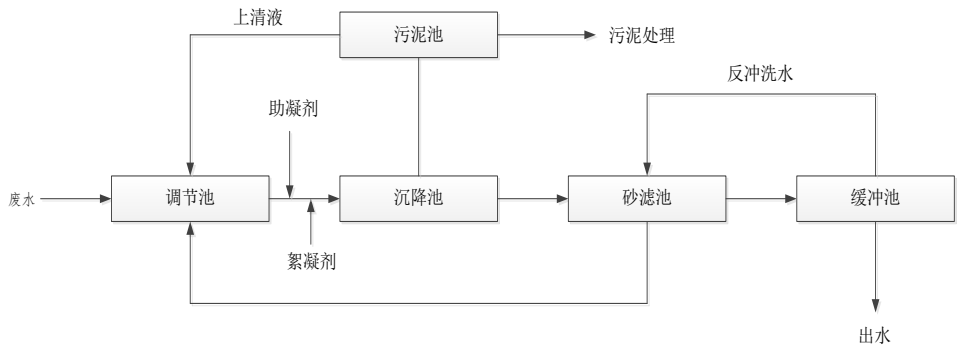 上清液
污泥池
污泥处理
反冲洗水
助凝剂
废水
调节池
沉降池
砂滤池
缓冲池
絮凝剂
出水